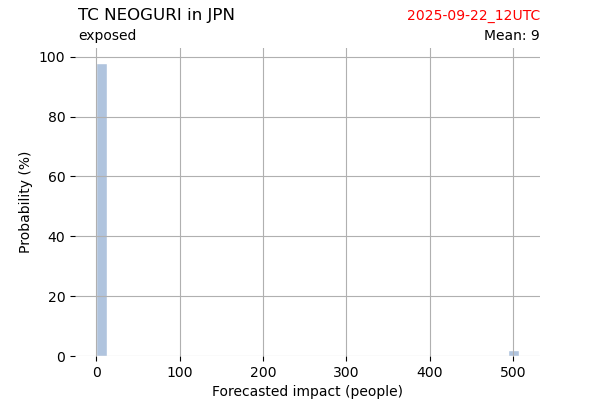 TC NEOGURI in JPN
2025-09-22_12UTC
exposed
Mean: 9
100
80
60
40
20
0
Probability (%)
0 100 200 300 400 500
Forecasted impact (people)